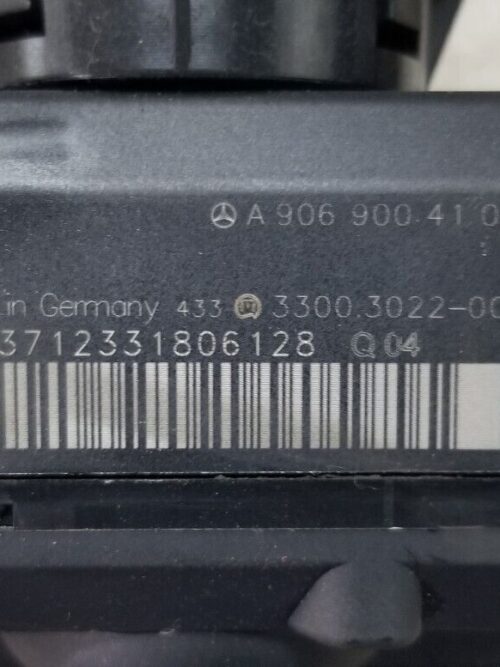 A 906 900 41 0
in Germany 433 3300.3022-00
3712331806128 Q04